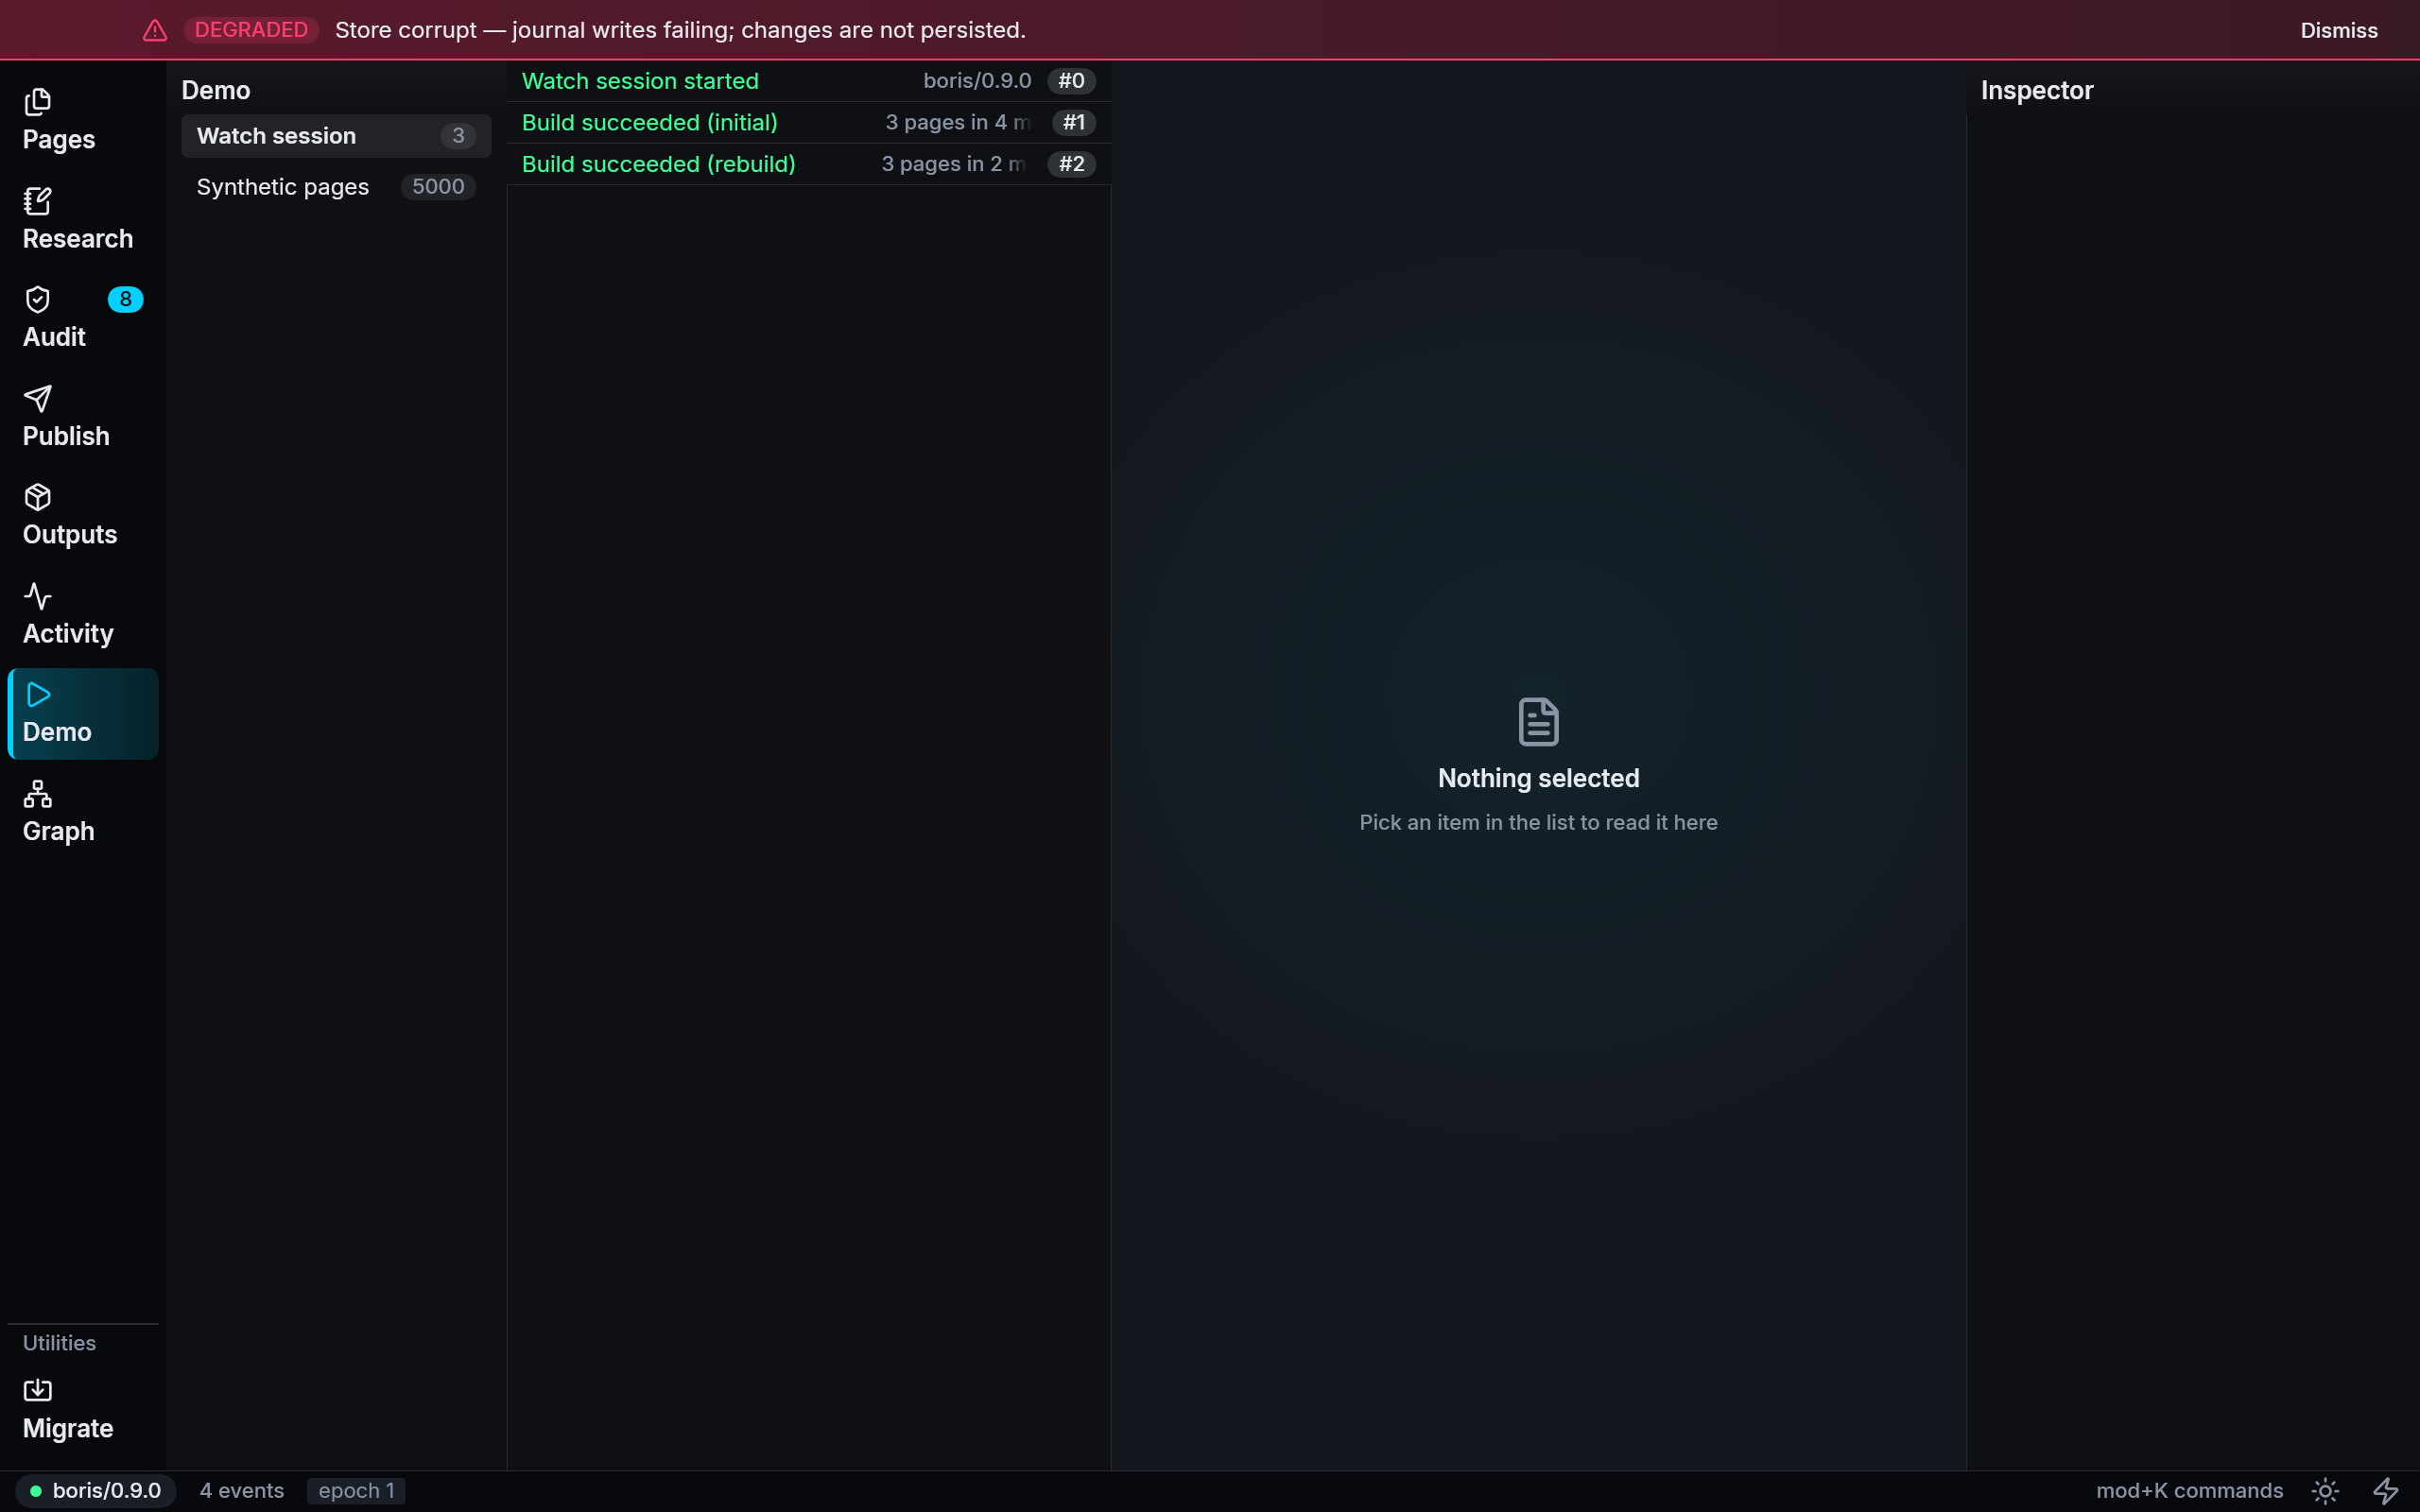 DEGRADED Store corrupt — journal writes failing; changes are not persisted. Dismiss
Pages
Research
Audit 8
Publish
Outputs
Activity
Demo
Graph
Utilities
Migrate
Demo
Watch session 3
Synthetic pages 5000
Watch session started boris/0.9.0 #0
Build succeeded (initial) 3 pages in 4 m #1
Build succeeded (rebuild) 3 pages in 2 m #2
Nothing selected
Pick an item in the list to read it here
Inspector
boris/0.9.0 4 events epoch 1 mod+K commands